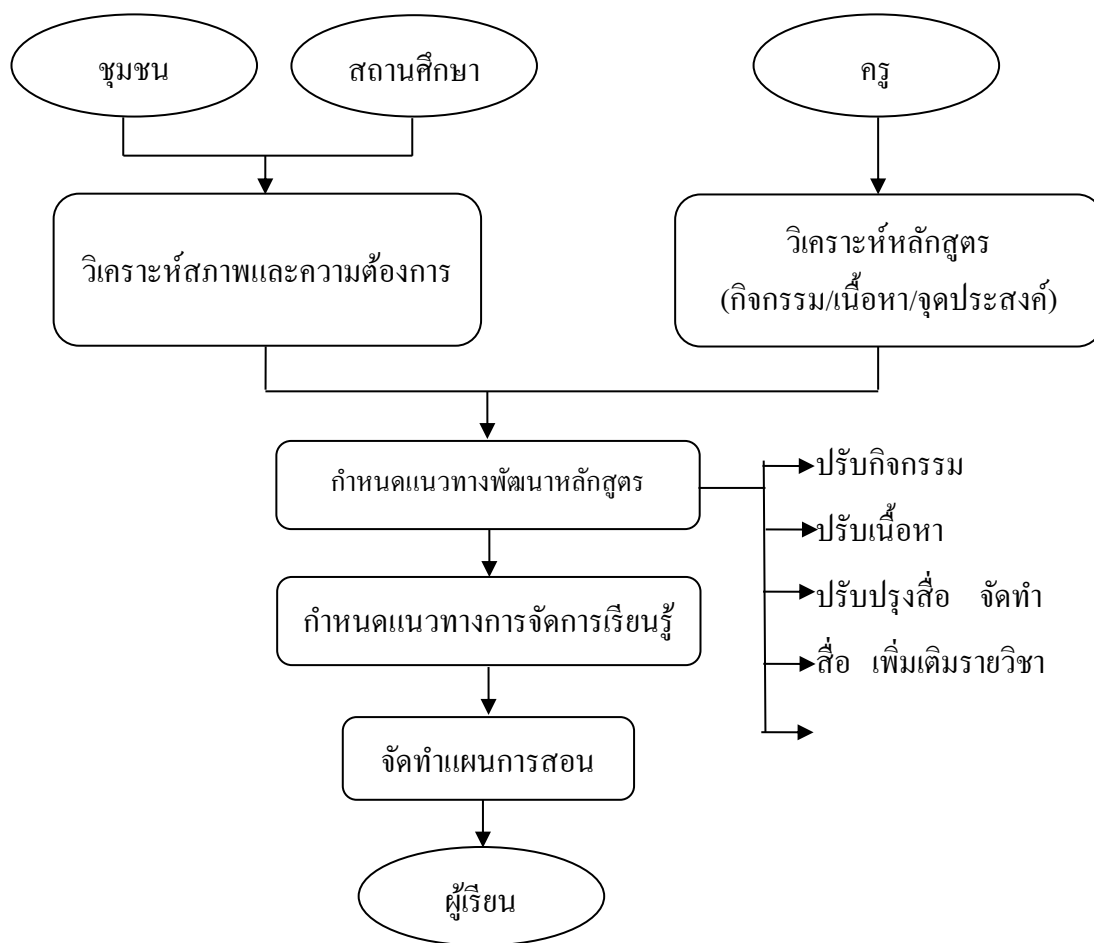 ชุมชน
สถานศึกษา
ครู
วิเคราะห์สภาพและความต้องการ
วิเคราะห์หลักสูตร
(กิจกรรม/เนื้อหา/จุดประสงค์)
กำหนดแนวทางพัฒนาหลักสูตร
ปรับกิจกรรม
ปรับเนื้อหา
ปรับปรุงสื่อ จัดทำ
สื่อ เพิ่มเติมรายวิชา
กำหนดแนวทางการจัดการเรียนรู้
จัดทำแผนการสอน
ผู้เรียน